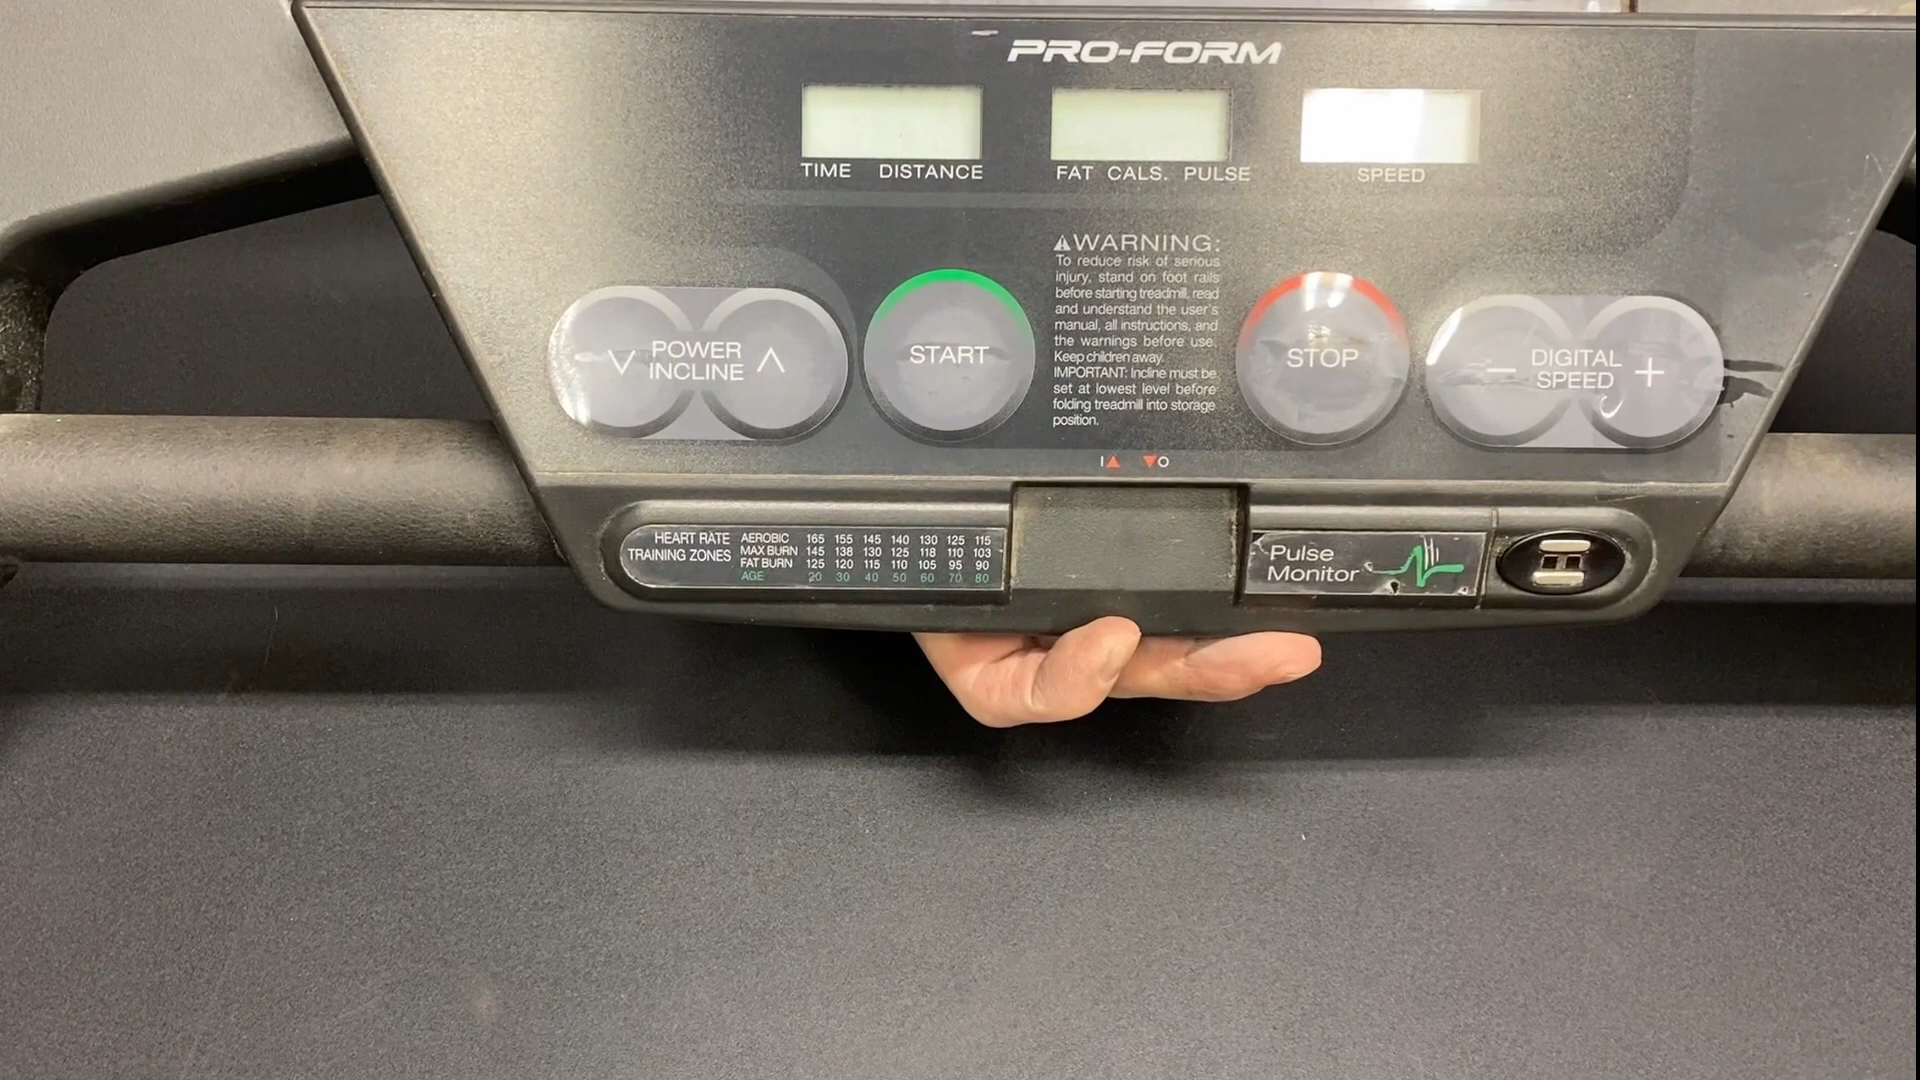 PRO-FORM
TIME DISTANCE
FAT CALS. PULSE
SPEED
POWER
INCLINE
START
⚠WARNING:
To reduce risk of serious
injury, stand on foot rails
before starting treadmill, read
and understand the user's
manual, all instructions, and
the warnings before use.
Keep children away.
IMPORTANT: Incline must be
set at lowest level before
folding treadmill into storage
position.
STOP
− DIGITAL +
SPEED
I▲ ▼O
HEART RATE
TRAINING ZONES
AEROBIC 165 155 145 140 130 125 115
MAX BURN 145 138 130 125 118 110 103
FAT BURN 125 120 115 110 105 95 90
AGE 20 30 40 50 60 70 80
Pulse
Monitor